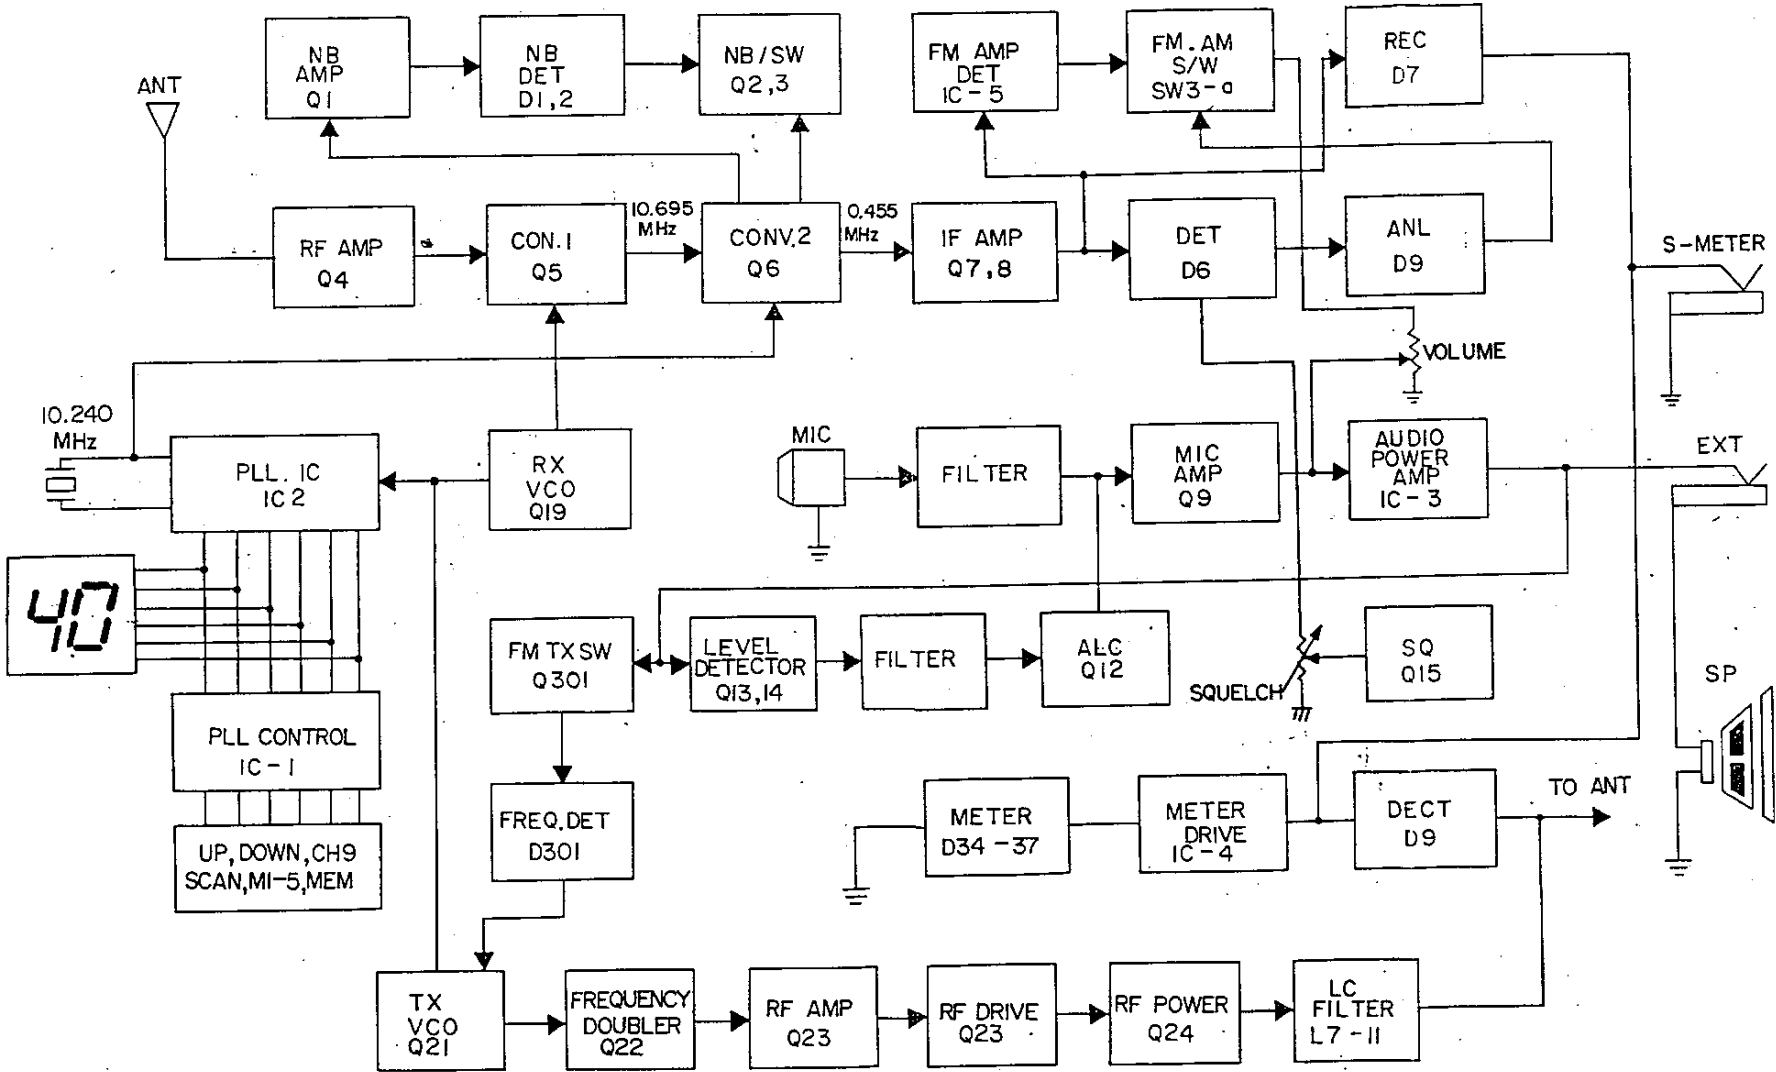 ANT
NB
AMP
Q1
NB
DET
D1,2
NB/SW
Q2,3
FM AMP
DET
IC-5
FM.AM
S/W
SW3-a
REC
D7
RF AMP
Q4
CON.1
Q5
10.695
MHz
CONV.2
Q6
0.455
MHz
IF AMP
Q7,8
DET
D6
ANL
D9
S-METER
VOLUME
10.240
MHz
PLL.IC
IC2
RX
VCO
Q19
MIC
FILTER
MIC
AMP
Q9
AUDIO
POWER
AMP
IC-3
EXT
40
FM TX SW
Q301
LEVEL
DETECTOR
Q13,14
FILTER
ALC
Q12
SQUELCH
SQ
Q15
SP
PLL CONTROL
IC-1
UP,DOWN,CH9
SCAN,M1-5,MEM
FREQ.DET
D301
METER
D34-37
METER
DRIVE
IC-4
DECT
D9
TO ANT
TX
VCO
Q21
FREQUENCY
DOUBLER
Q22
RF AMP
Q23
RF DRIVE
Q23
RF POWER
Q24
LC
FILTER
L7-11